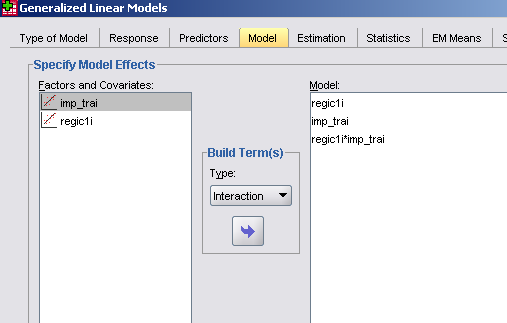 Generalized Linear Models
Type of Model Response Predictors Model Estimation Statistics EM Means S
Specify Model Effects
Factors and Covariates:
imp_trai
regic1i
Build Term(s)
Type:
Interaction
Model:
regic1i
imp_trai
regic1i*imp_trai